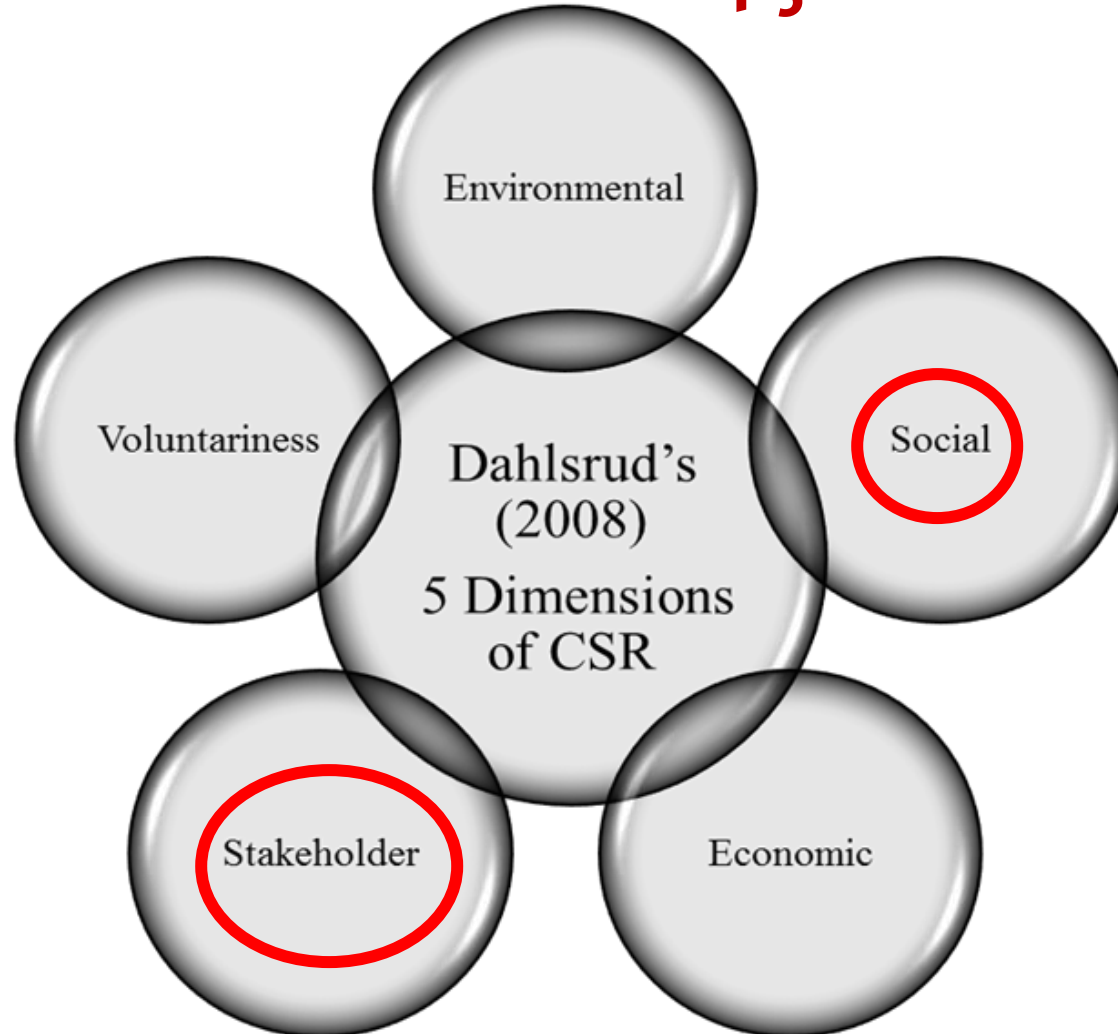 Environmental
Voluntariness
Social
Dahlsrud’s
(2008)
5 Dimensions
of CSR
Stakeholder
Economic